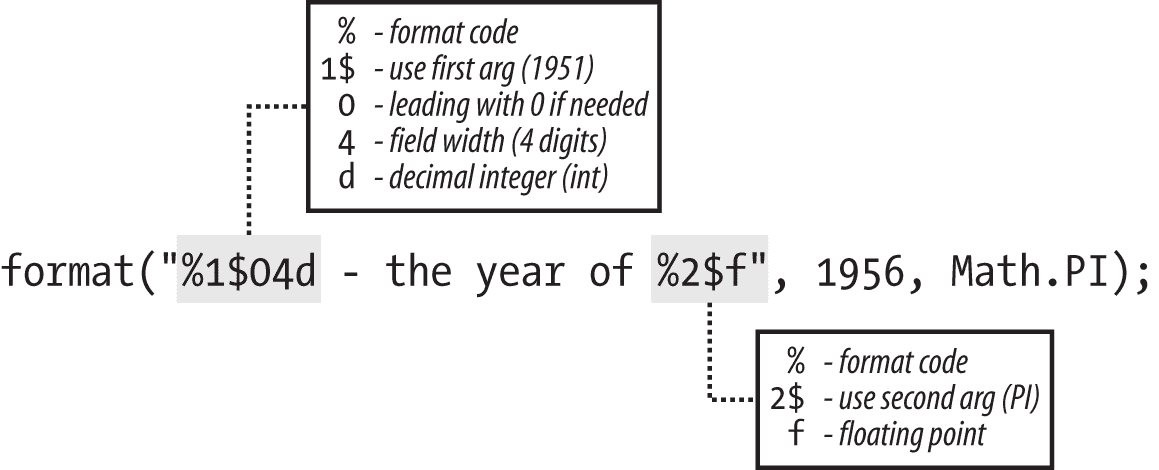 % - format code
1$ - use first arg (1951)
0 - leading with 0 if needed
4 - field width (4 digits)
d - decimal integer (int)
format("%1$04d - the year of %2$f", 1956, Math.PI);
% - format code
2$ - use second arg (PI)
f - floating point